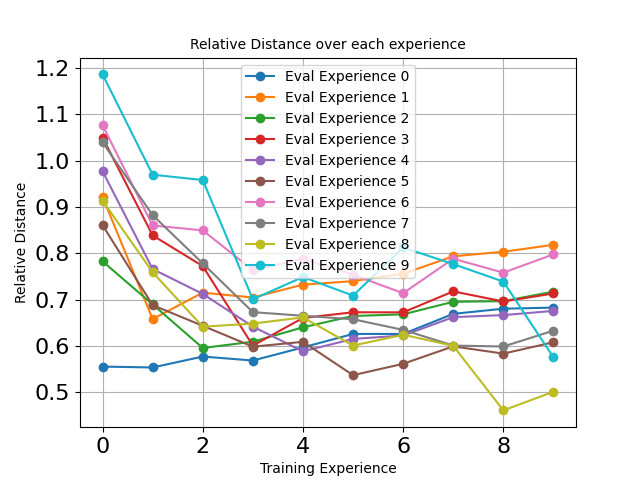 Relative Distance over each experience
Relative Distance
1.2
1.1
1.0
0.9
0.8
0.7
0.6
0.5
Eval Experience 0
Eval Experience 1
Eval Experience 2
Eval Experience 3
Eval Experience 4
Eval Experience 5
Eval Experience 6
Eval Experience 7
Eval Experience 8
Eval Experience 9
0 2 4 6 8
Training Experience